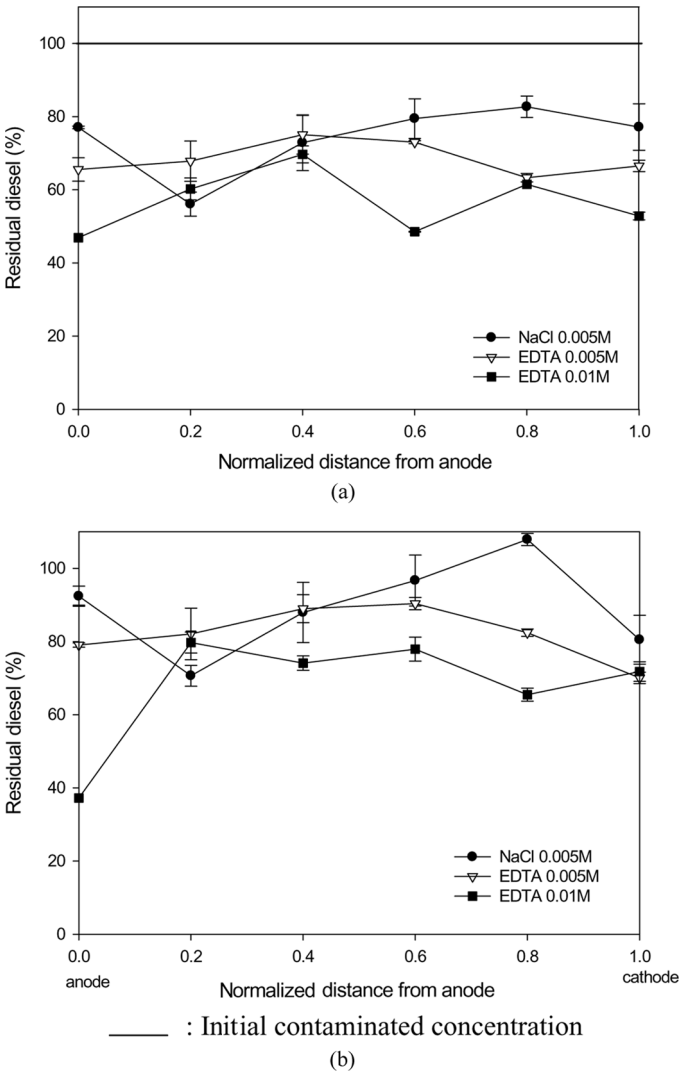 100
80
60
40
20
0
Residual diesel (%)
NaCl 0.005M
EDTA 0.005M
EDTA 0.01M
0.0 0.2 0.4 0.6 0.8 1.0
Normalized distance from anode
(a)
100
80
60
40
20
0
Residual diesel (%)
NaCl 0.005M
EDTA 0.005M
EDTA 0.01M
0.0 0.2 0.4 0.6 0.8 1.0
anode Normalized distance from anode cathode
: Initial contaminated concentration
(b)